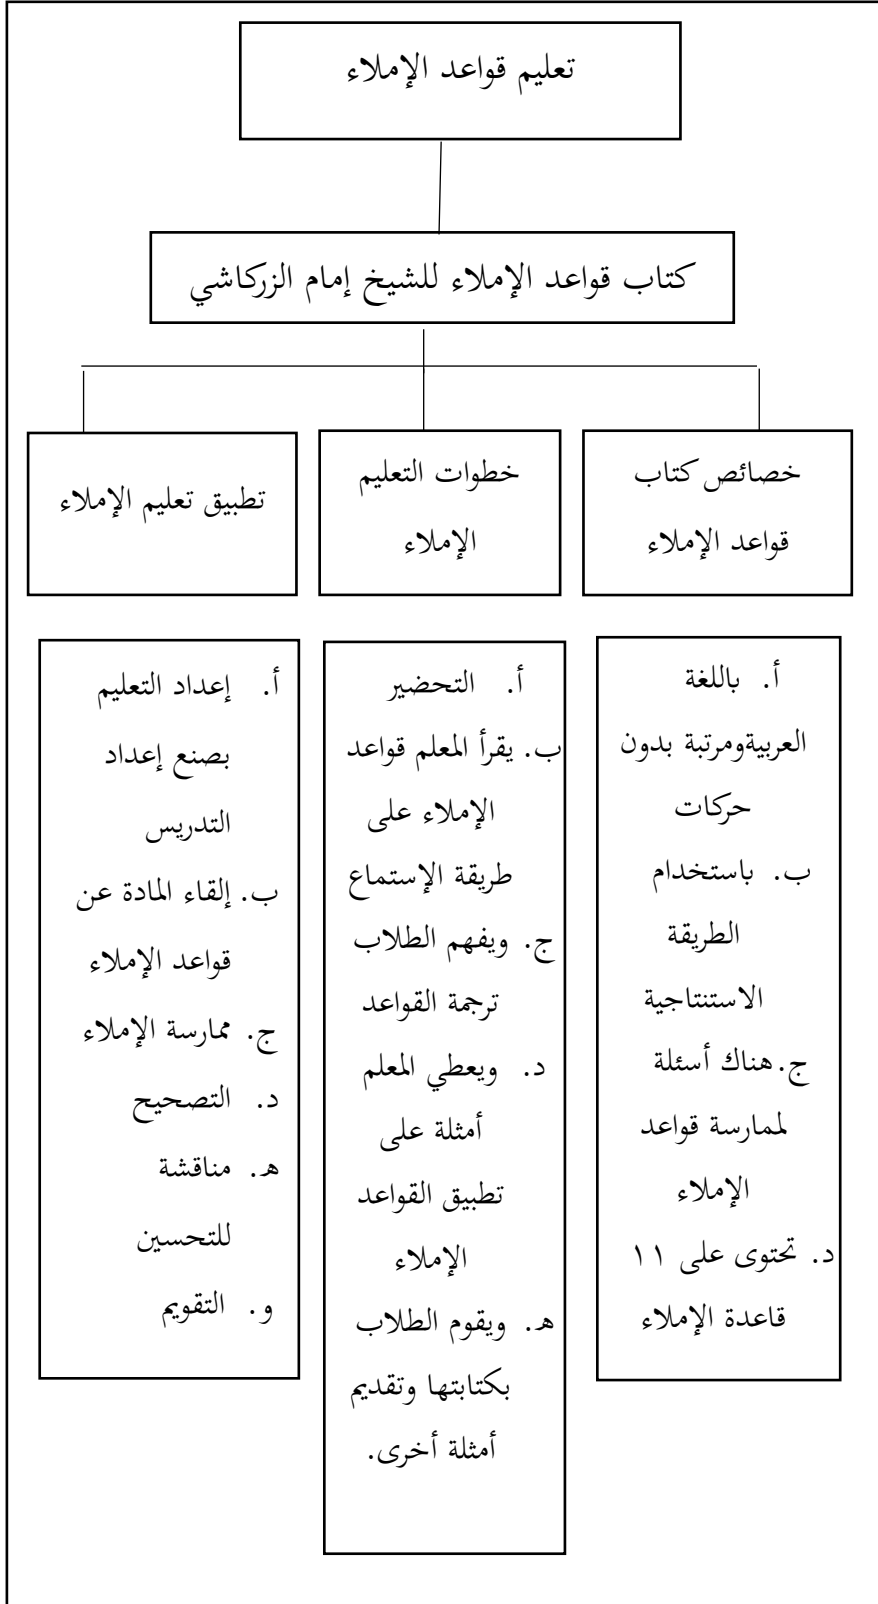 تعليم قواعد الإملاء
كتاب قواعد الإملاء للشيخ إمام الزركاشي
خصائص كتاب
قواعد الإملاء
خطوات التعليم
الإملاء
تطبيق تعليم الإملاء
أ. باللغة
العربيةومرتبة بدون
حركات
ب. باستخدام
الطريقة
الاستنتاجية
ج. هناك أسئلة
لممارسة قواعد
الإملاء
د. تحتوى على ١١
قاعدة الإملاء
أ. التحضير
ب. يقرأ المعلم قواعد
الإملاء على
طريقة الإستماع
ج. ويفهم الطلاب
ترجمة القواعد
د. ويعطي المعلم
أمثلة على
تطبيق القواعد
الإملاء
هـ. ويقوم الطلاب
بكتابتها وتقديم
أمثلة أخرى.
أ. إعداد التعليم
بصنع إعداد
التدريس
ب. إلقاء المادة عن
قواعد الإملاء
ج. ممارسة الإملاء
د. التصحيح
هـ. مناقشة
للتحسين
و. التقويم